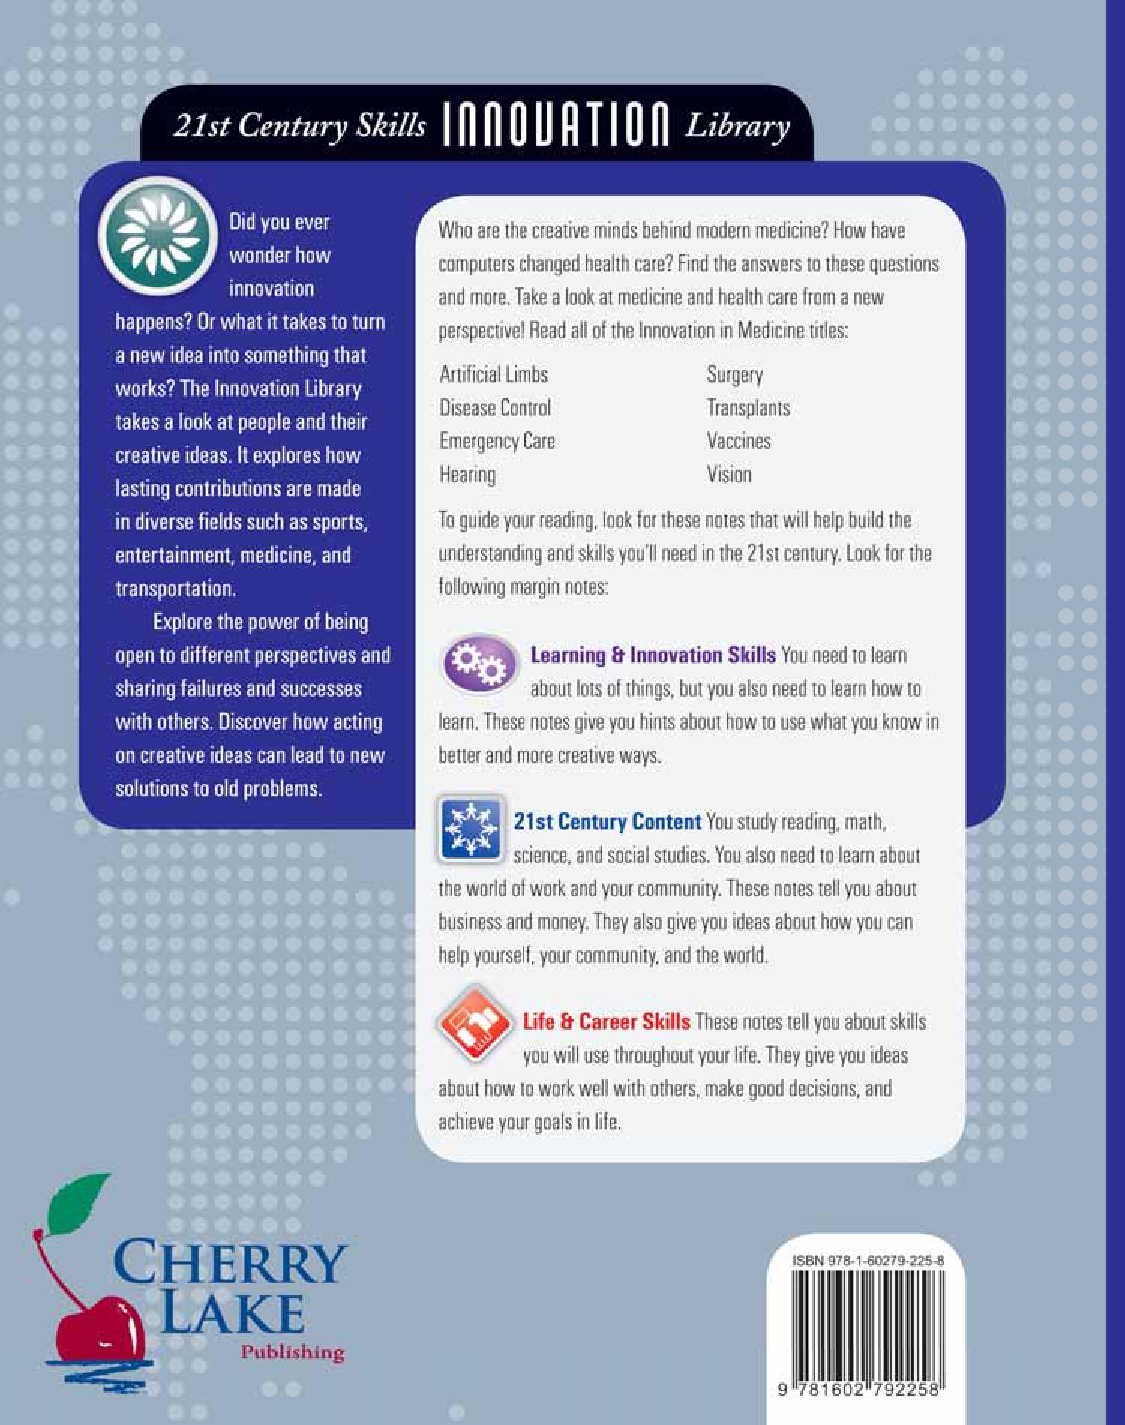 21st Century Skills INNOVATION Library
Did you ever
wonder how
innovation
happens? Or what it takes to turn
a new idea into something that
works? The Innovation Library
takes a look at people and their
creative ideas. It explores how
lasting contributions are made
in diverse fields such as sports,
entertainment, medicine, and
transportation.
Explore the power of being
open to different perspectives and
sharing failures and successes
with others. Discover how acting
on creative ideas can lead to new
solutions to old problems.
Who are the creative minds behind modern medicine? How have
computers changed health care? Find the answers to these questions
and more. Take a look at medicine and health care from a new
perspective! Read all of the Innovation in Medicine titles:
Artificial Limbs
Disease Control
Emergency Care
Hearing
Surgery
Transplants
Vaccines
Vision
To guide your reading, look for these notes that will help build the
understanding and skills you'll need in the 21st century. Look for the
following margin notes:
Learning & Innovation Skills You need to learn
about lots of things, but you also need to learn how to
learn. These notes give you hints about how to use what you know in
better and more creative ways.
21st Century Content You study reading, math,
science, and social studies. You also need to learn about
the world of work and your community. These notes tell you about
business and money. They also give you ideas about how you can
help yourself, your community, and the world.
Life & Career Skills These notes tell you about skills
you will use throughout your life. They give you ideas
about how to work well with others, make good decisions, and
achieve your goals in life.
CHERRY
LAKE
Publishing
ISBN 978-1-60279-225-8
9 781602 792258